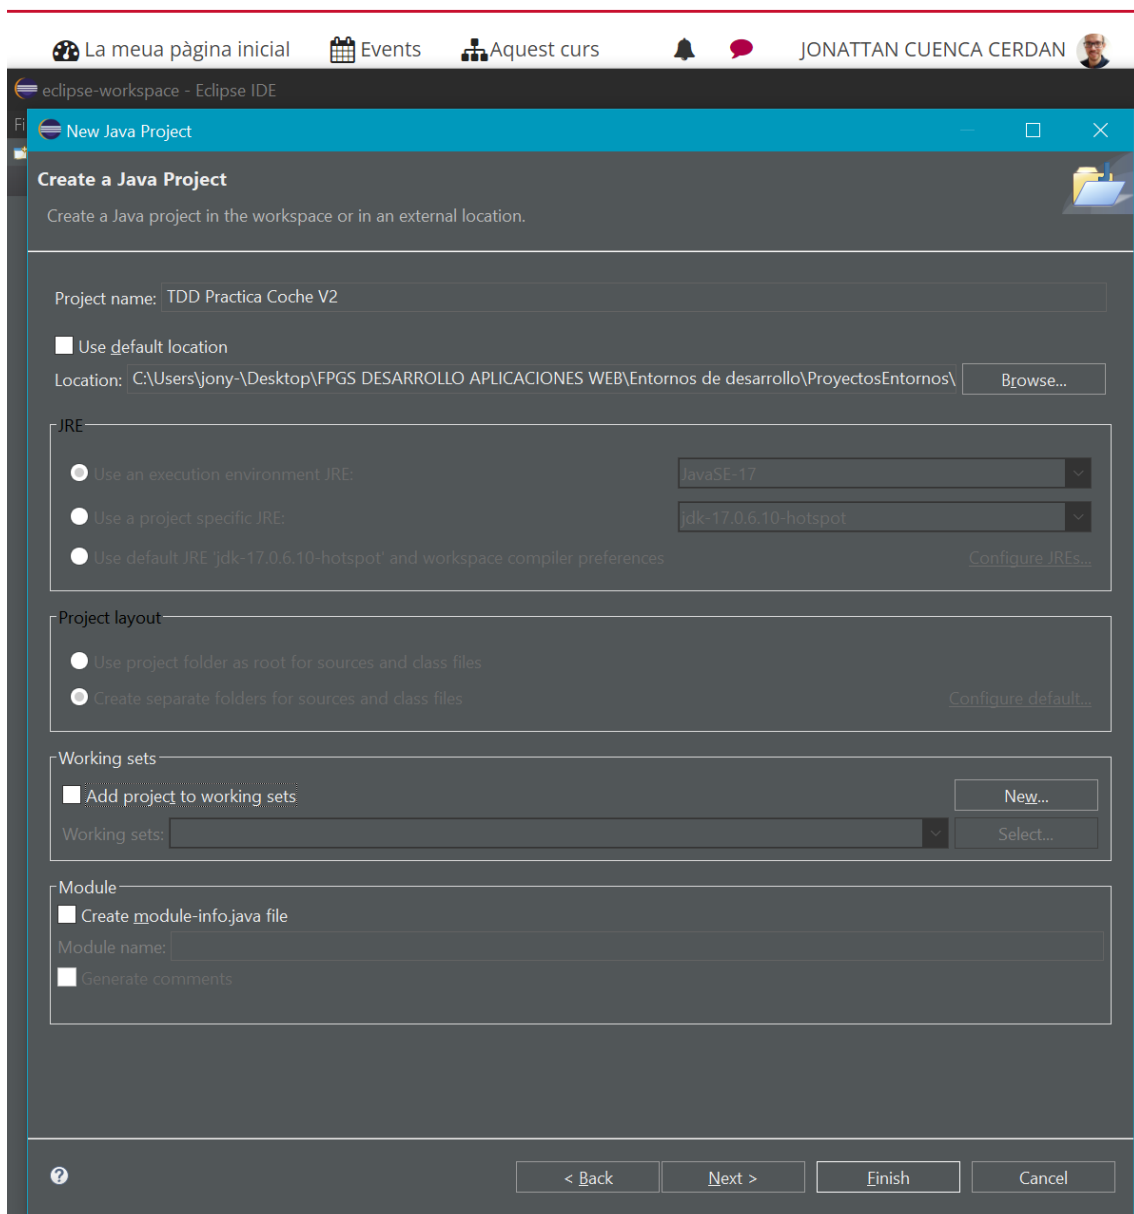 La meua pàgina inicial Events Aquest curs JONATTAN CUENCA CERDAN
eclipse-workspace - Eclipse IDE
Fi
New Java Project
Create a Java Project
Create a Java project in the workspace or in an external location.
Project name: TDD Practica Coche V2
Use default location
Location: C:\Users\jony-\Desktop\FPGS DESARROLLO APLICACIONES WEB\Entornos de desarrollo\ProyectosEntornos\ Browse...
JRE
Use an execution environment JRE: JavaSE-17
Use a project specific JRE: jdk-17.0.6.10-hotspot
Use default JRE 'jdk-17.0.6.10-hotspot' and workspace compiler preferences Configure JREs...
Project layout
Use project folder as root for sources and class files
Create separate folders for sources and class files Configure default...
Working sets
Add project to working sets New...
Working sets: Select...
Module
Create module-info.java file
Module name:
Generate comments
? < Back Next > Finish Cancel